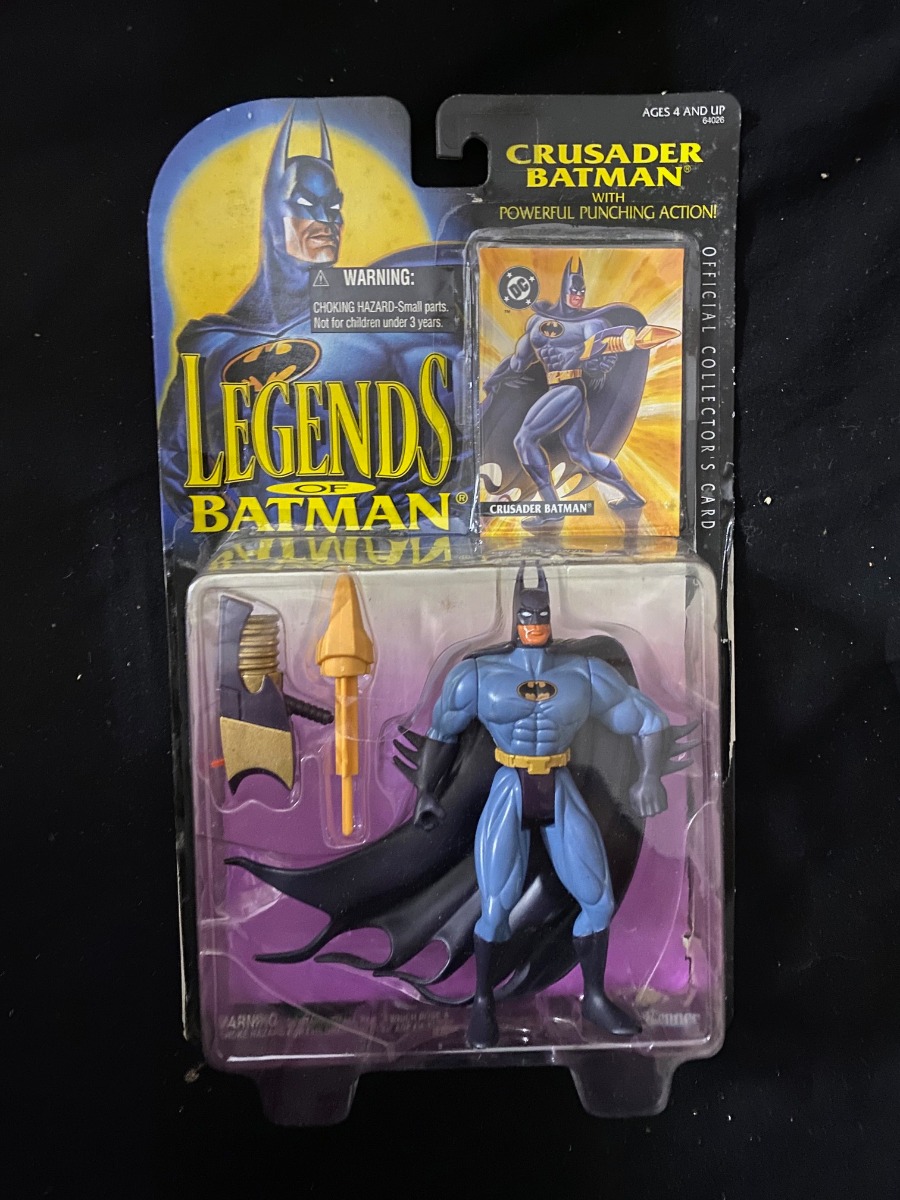 AGES 4 AND UP
64026
CRUSADER
BATMAN®
WITH
POWERFUL PUNCHING ACTION!
⚠ WARNING:
CHOKING HAZARD-Small parts.
Not for children under 3 years.
LEGENDS
OF
BATMAN®
DC
TM
CRUSADER BATMAN®
OFFICIAL COLLECTOR'S CARD
Kenner